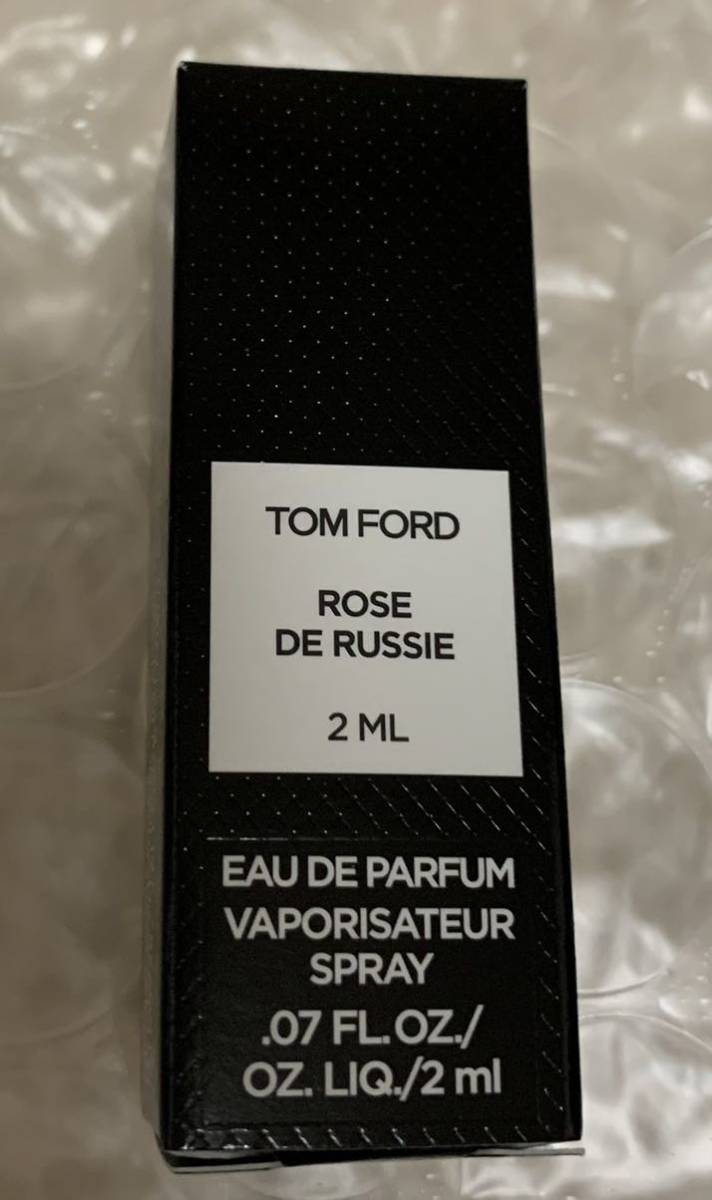 TOM FORD
ROSE
DE RUSSIE
2 ML
EAU DE PARFUM
VAPORISATEUR
SPRAY
.07 FL.OZ./
OZ. LIQ./2 ml